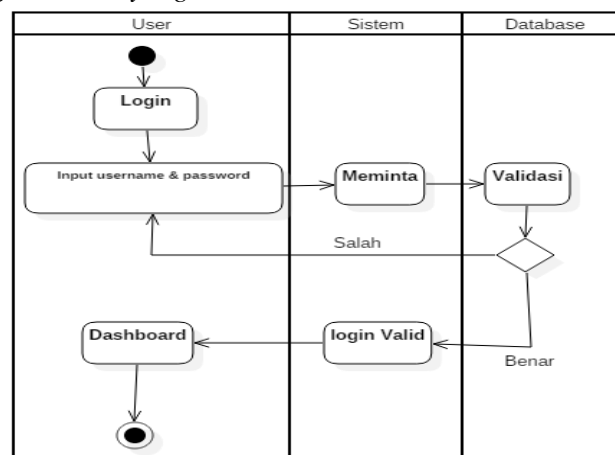 User
Sistem
Database
Login
Input username & password
Meminta
Validasi
Salah
Dashboard
login Valid
Benar